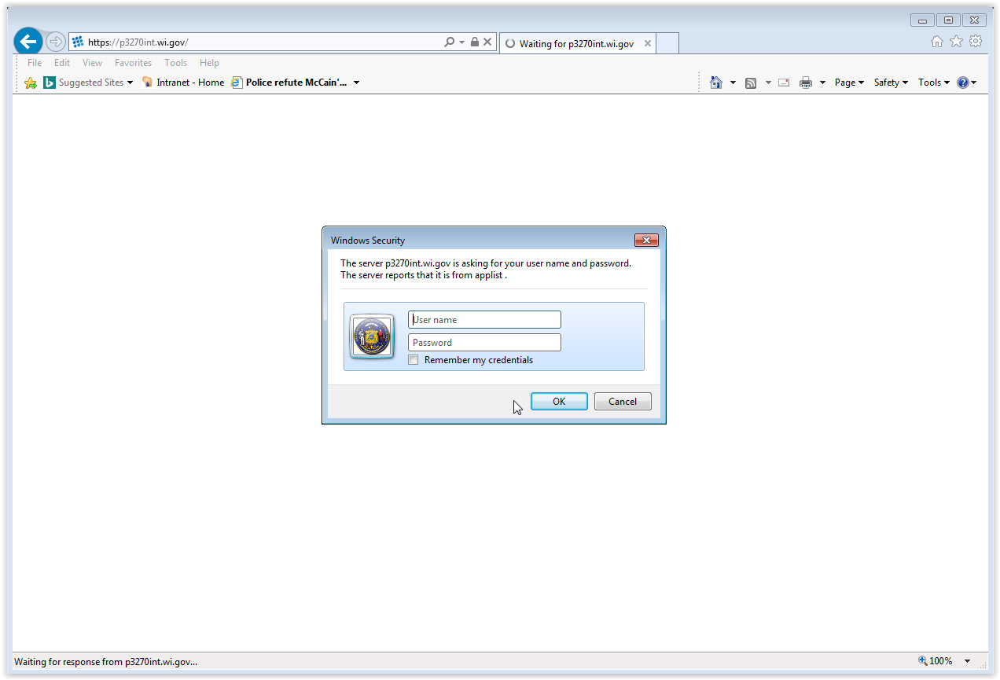 https://p3270int.wi.gov/
Waiting for p3270int.wi.gov
File Edit View Favorites Tools Help
Suggested Sites Intranet - Home Police refute McCain'... Page Safety Tools
Windows Security
The server p3270int.wi.gov is asking for your user name and password.
The server reports that it is from applist .
User name
Password
Remember my credentials
OK Cancel
Waiting for response from p3270int.wi.gov... 100%